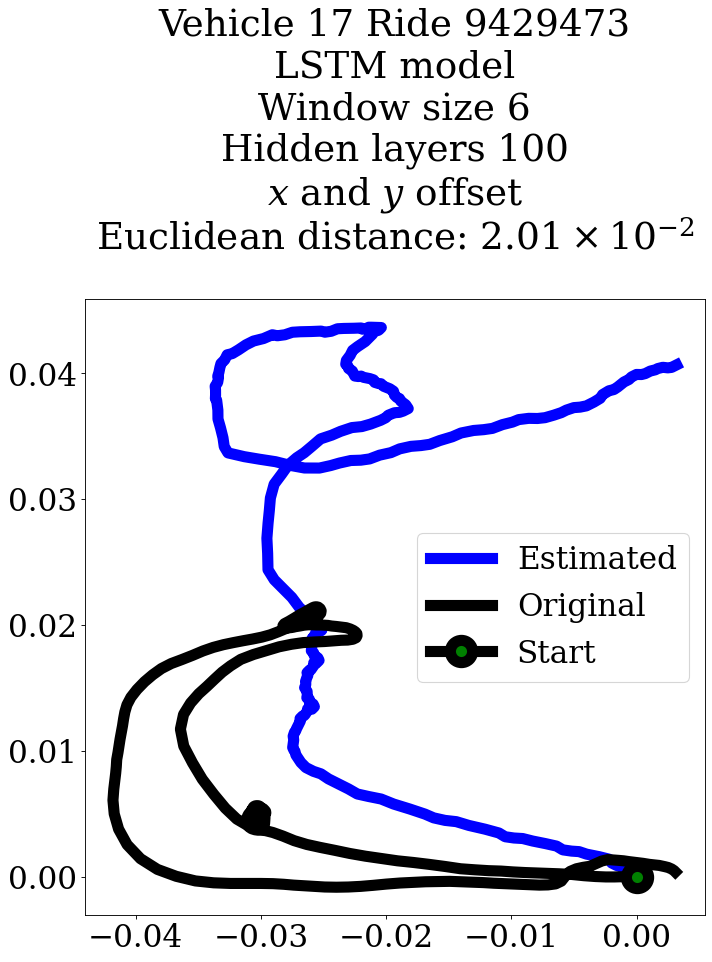 Vehicle 17 Ride 9429473
LSTM model
Window size 6
Hidden layers 100
x and y offset
Euclidean distance: 2.01 × 10⁻²
0.04
0.03
0.02
0.01
0.00
Estimated
Original
Start
−0.04 −0.03 −0.02 −0.01 0.00